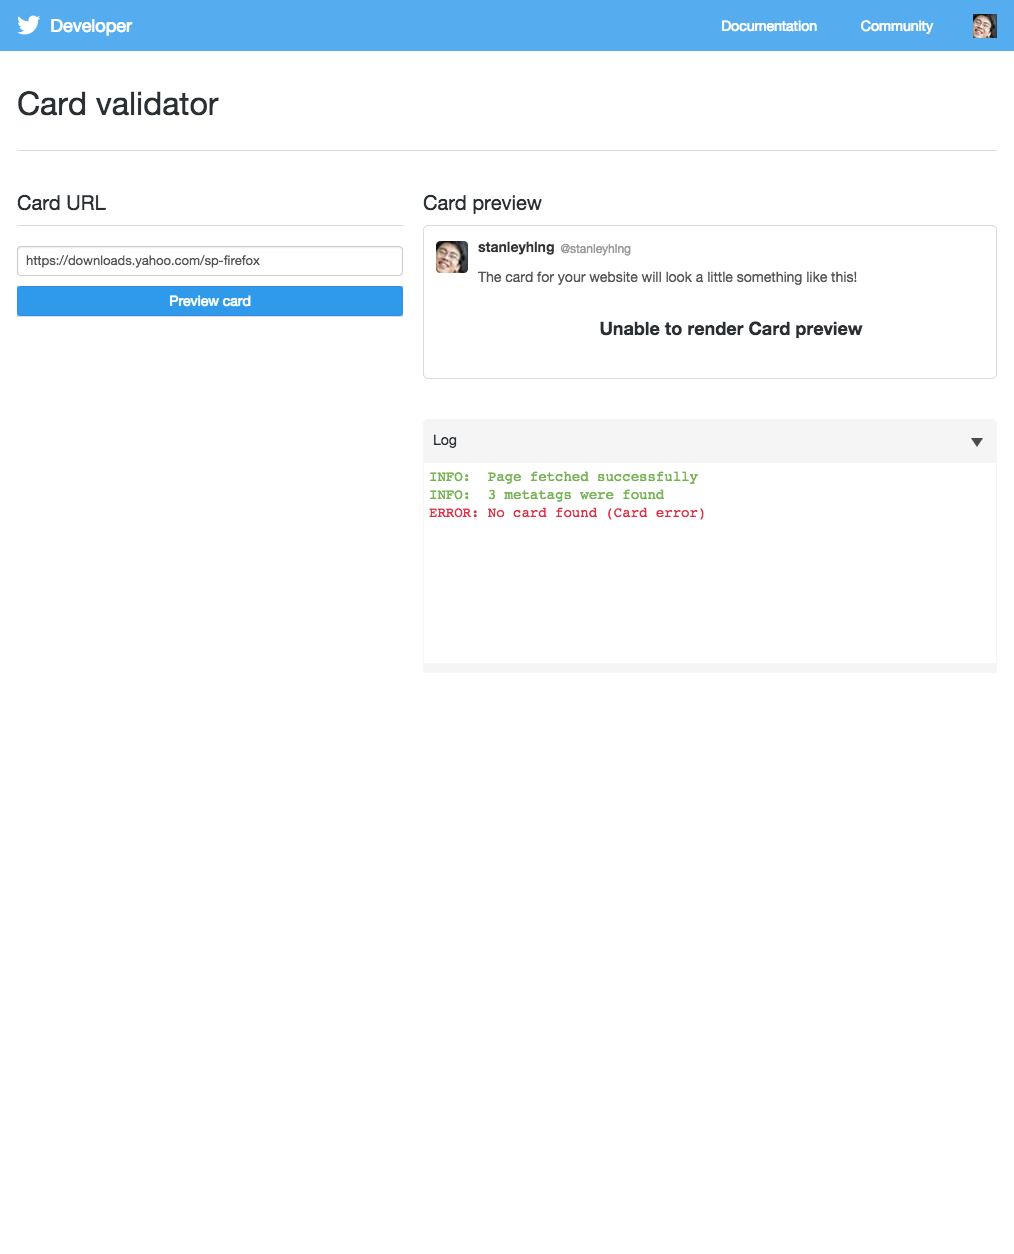 Developer
Documentation
Community
Card validator
Card URL
https://downloads.yahoo.com/sp-firefox
Preview card
Card preview
stanleyhlng @stanleyhlng
The card for your website will look a little something like this!
Unable to render Card preview
Log
INFO: Page fetched successfully
INFO: 3 metatags were found
ERROR: No card found (Card error)